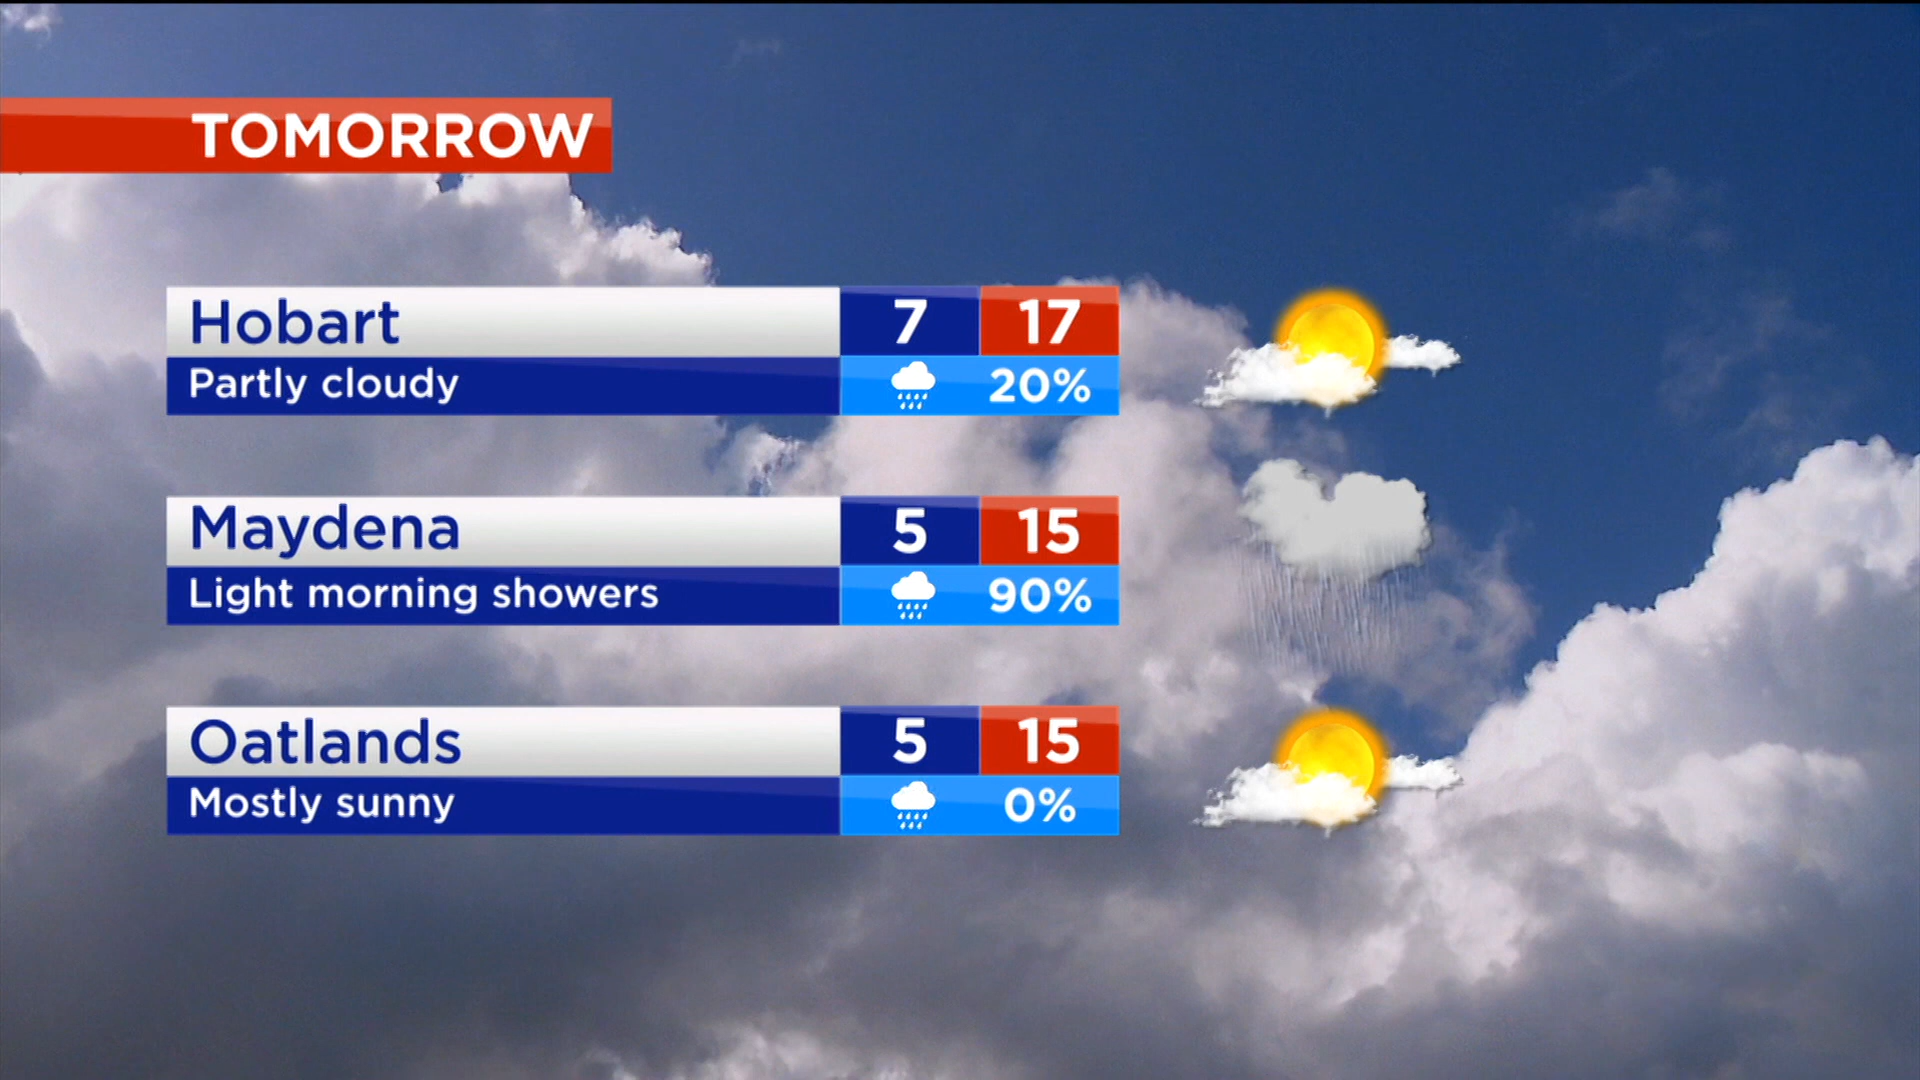 TOMORROW
Hobart 7 17
Partly cloudy 20%
Maydena 5 15
Light morning showers 90%
Oatlands 5 15
Mostly sunny 0%